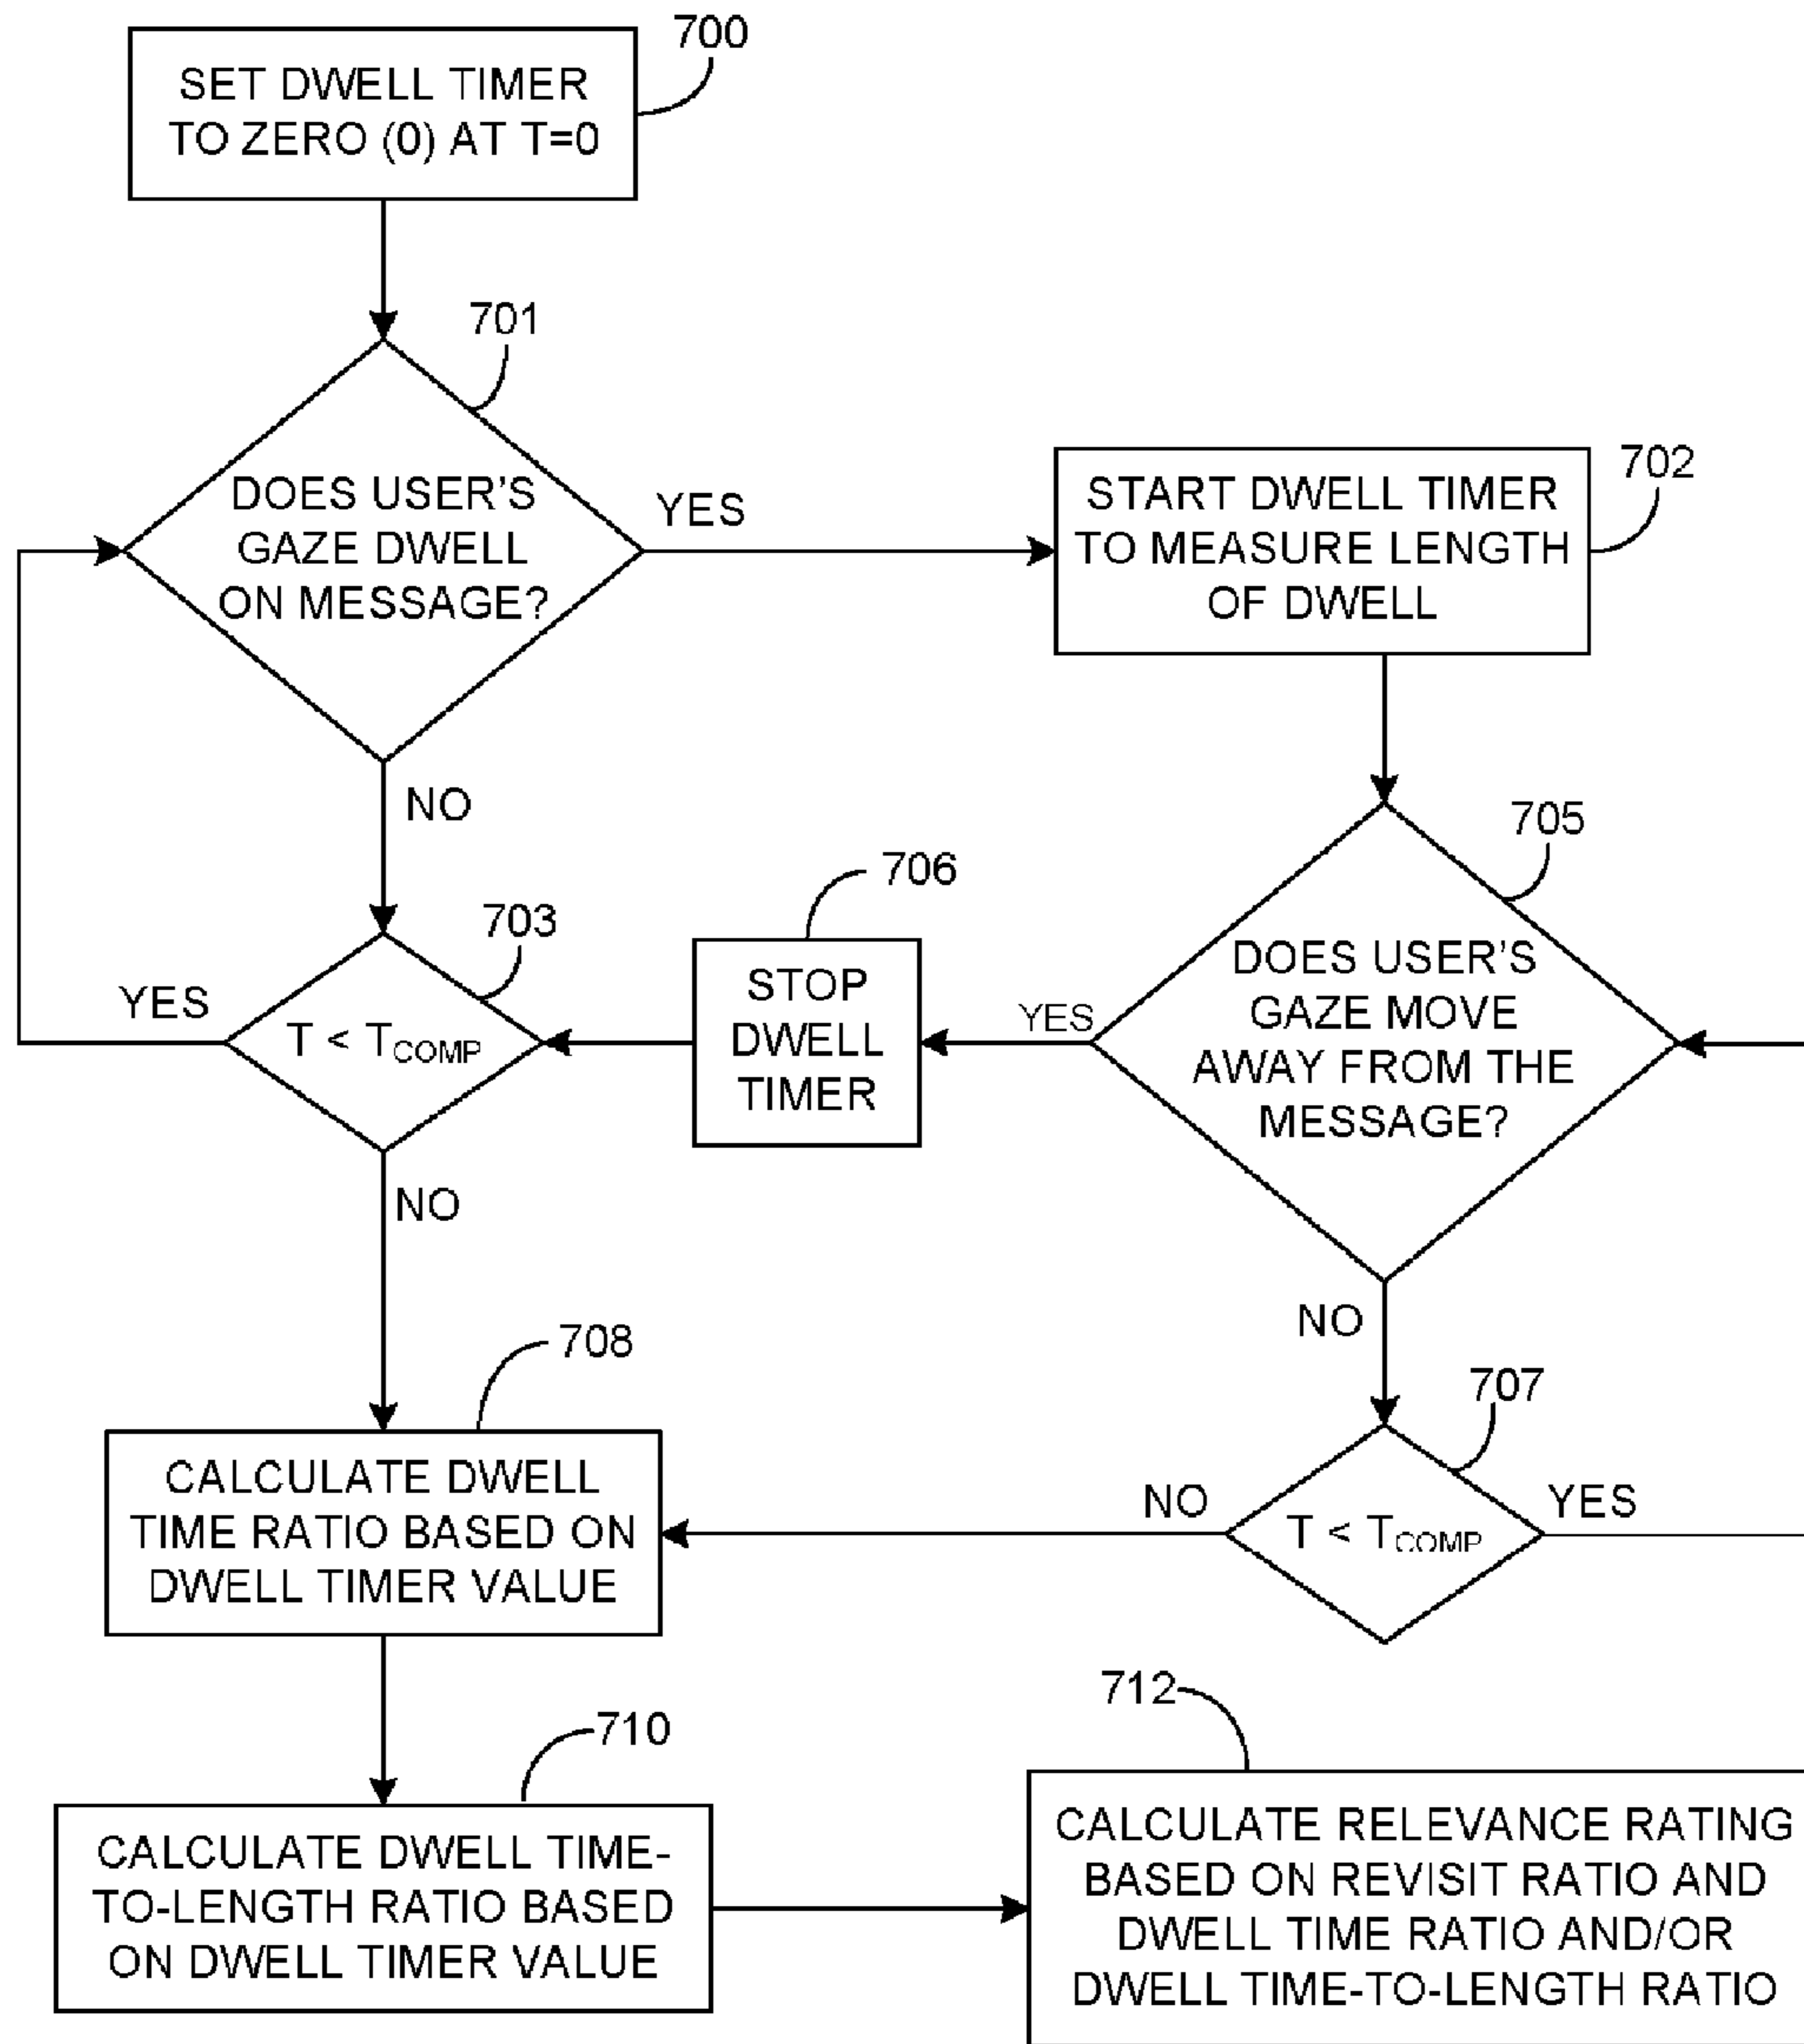 700
SET DWELL TIMER
TO ZERO (0) AT T=0
701
DOES USER'S
GAZE DWELL
ON MESSAGE?
YES
NO
702
START DWELL TIMER
TO MEASURE LENGTH
OF DWELL
703
T < TCOMP
YES
NO
706
STOP
DWELL
TIMER
705
DOES USER'S
GAZE MOVE
AWAY FROM THE
MESSAGE?
YES
NO
707
T < TCOMP
NO
YES
708
CALCULATE DWELL
TIME RATIO BASED ON
DWELL TIMER VALUE
710
CALCULATE DWELL TIME-
TO-LENGTH RATIO BASED
ON DWELL TIMER VALUE
712
CALCULATE RELEVANCE RATING
BASED ON REVISIT RATIO AND
DWELL TIME RATIO AND/OR
DWELL TIME-TO-LENGTH RATIO